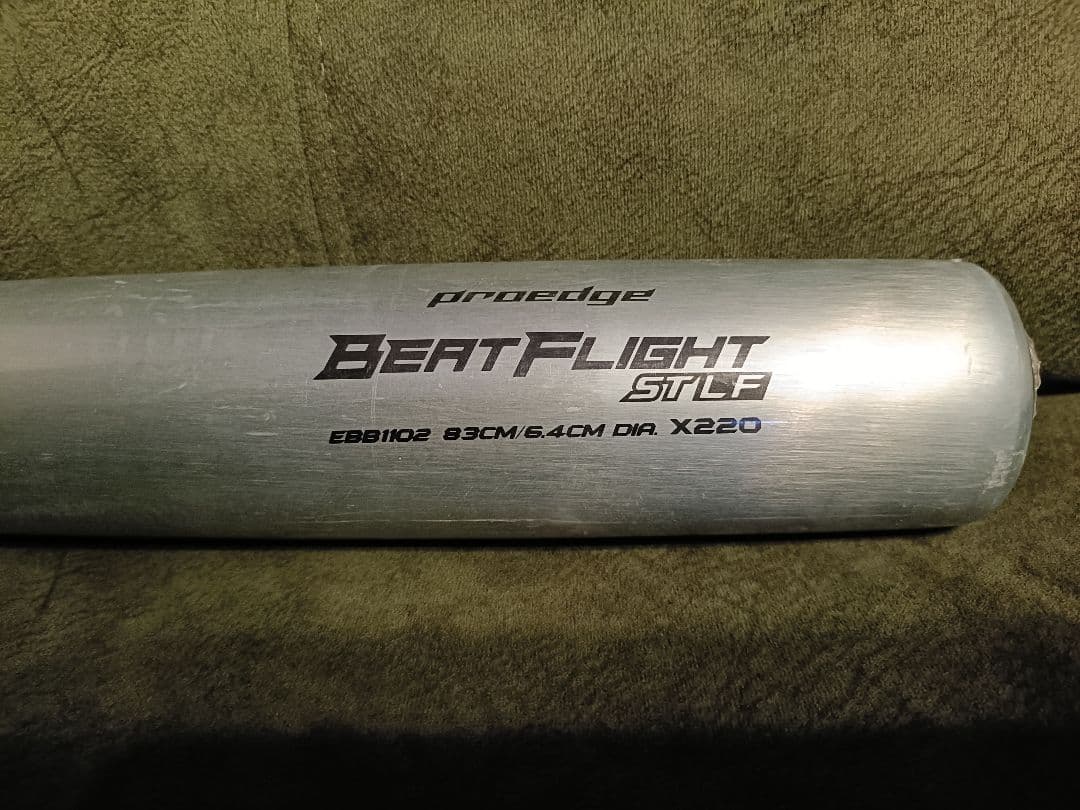 proedge
BEATFLIGHT
STLF
EBB1102 83CM/6.4CM DIA. X220